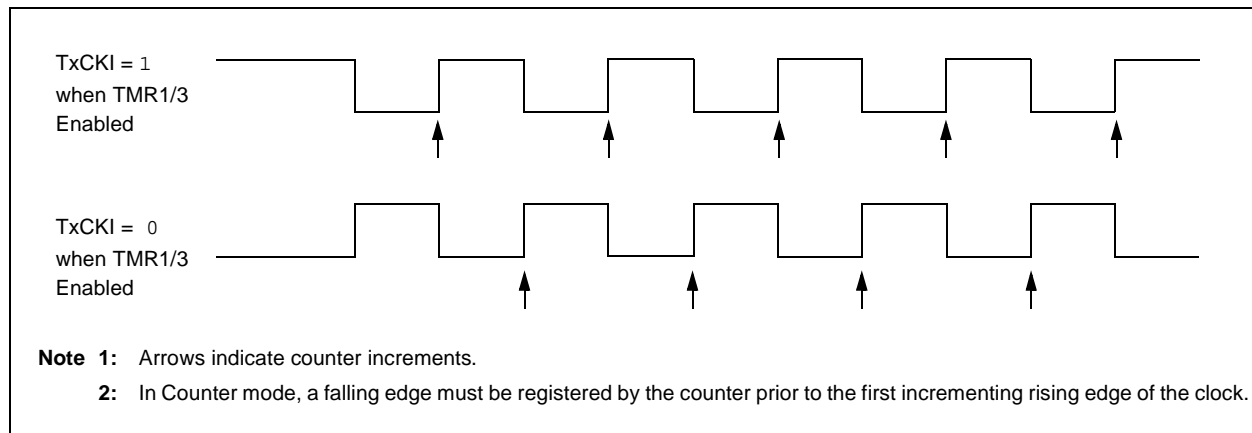 TxCKI = 1
when TMR1/3
Enabled
TxCKI = 0
when TMR1/3
Enabled
Note 1: Arrows indicate counter increments.
2: In Counter mode, a falling edge must be registered by the counter prior to the first incrementing rising edge of the clock.